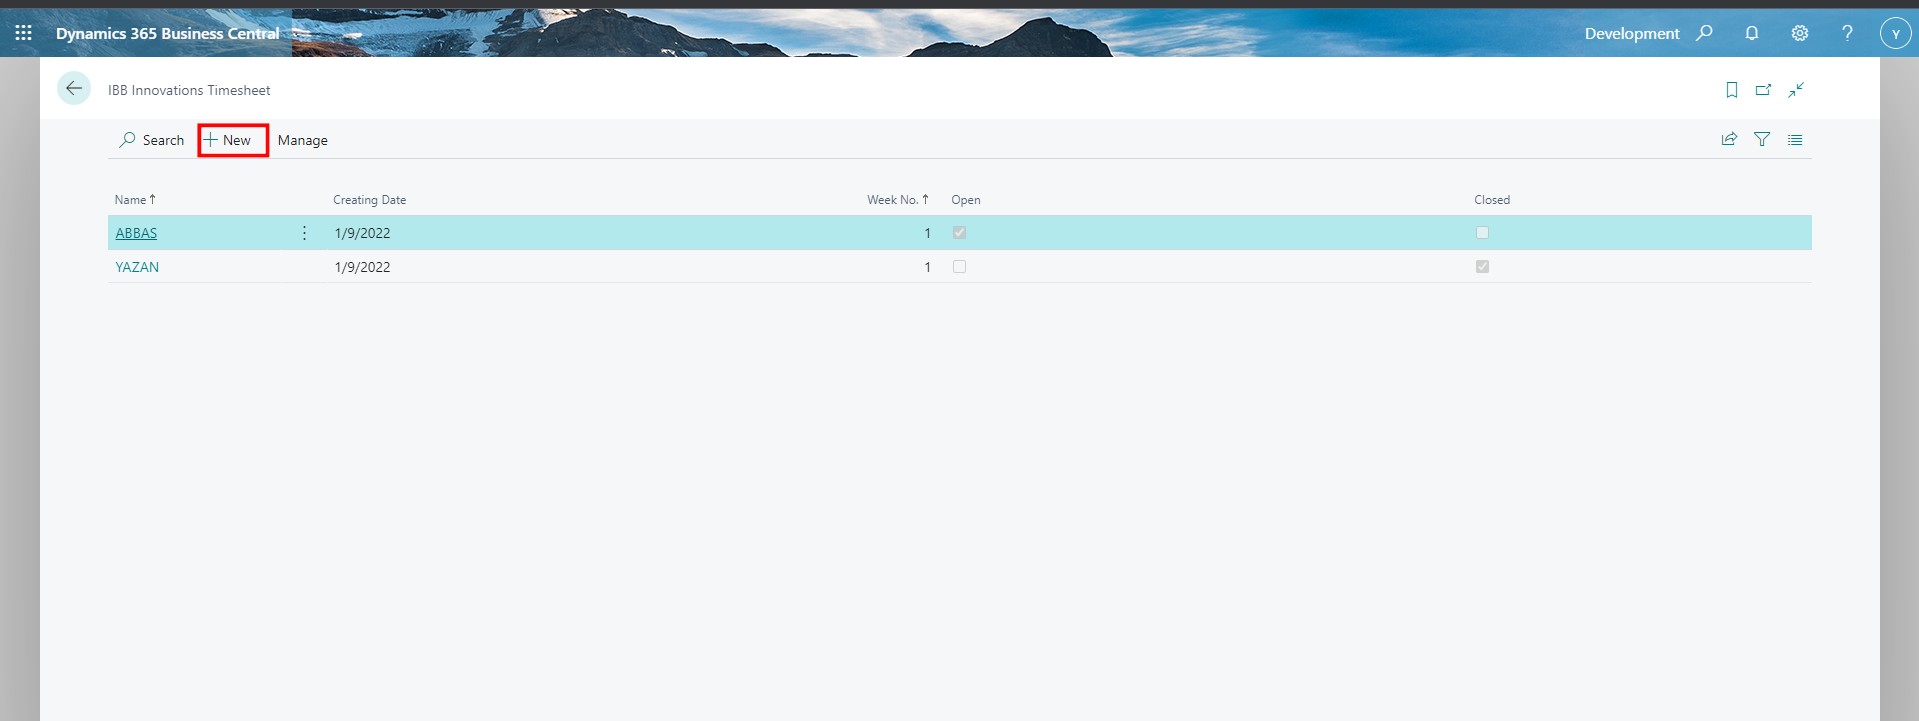 Dynamics 365 Business Central Development ? Y
IBB Innovations Timesheet
Search + New Manage
Name ↑ Creating Date Week No. ↑ Open Closed
ABBAS 1/9/2022 1
YAZAN 1/9/2022 1